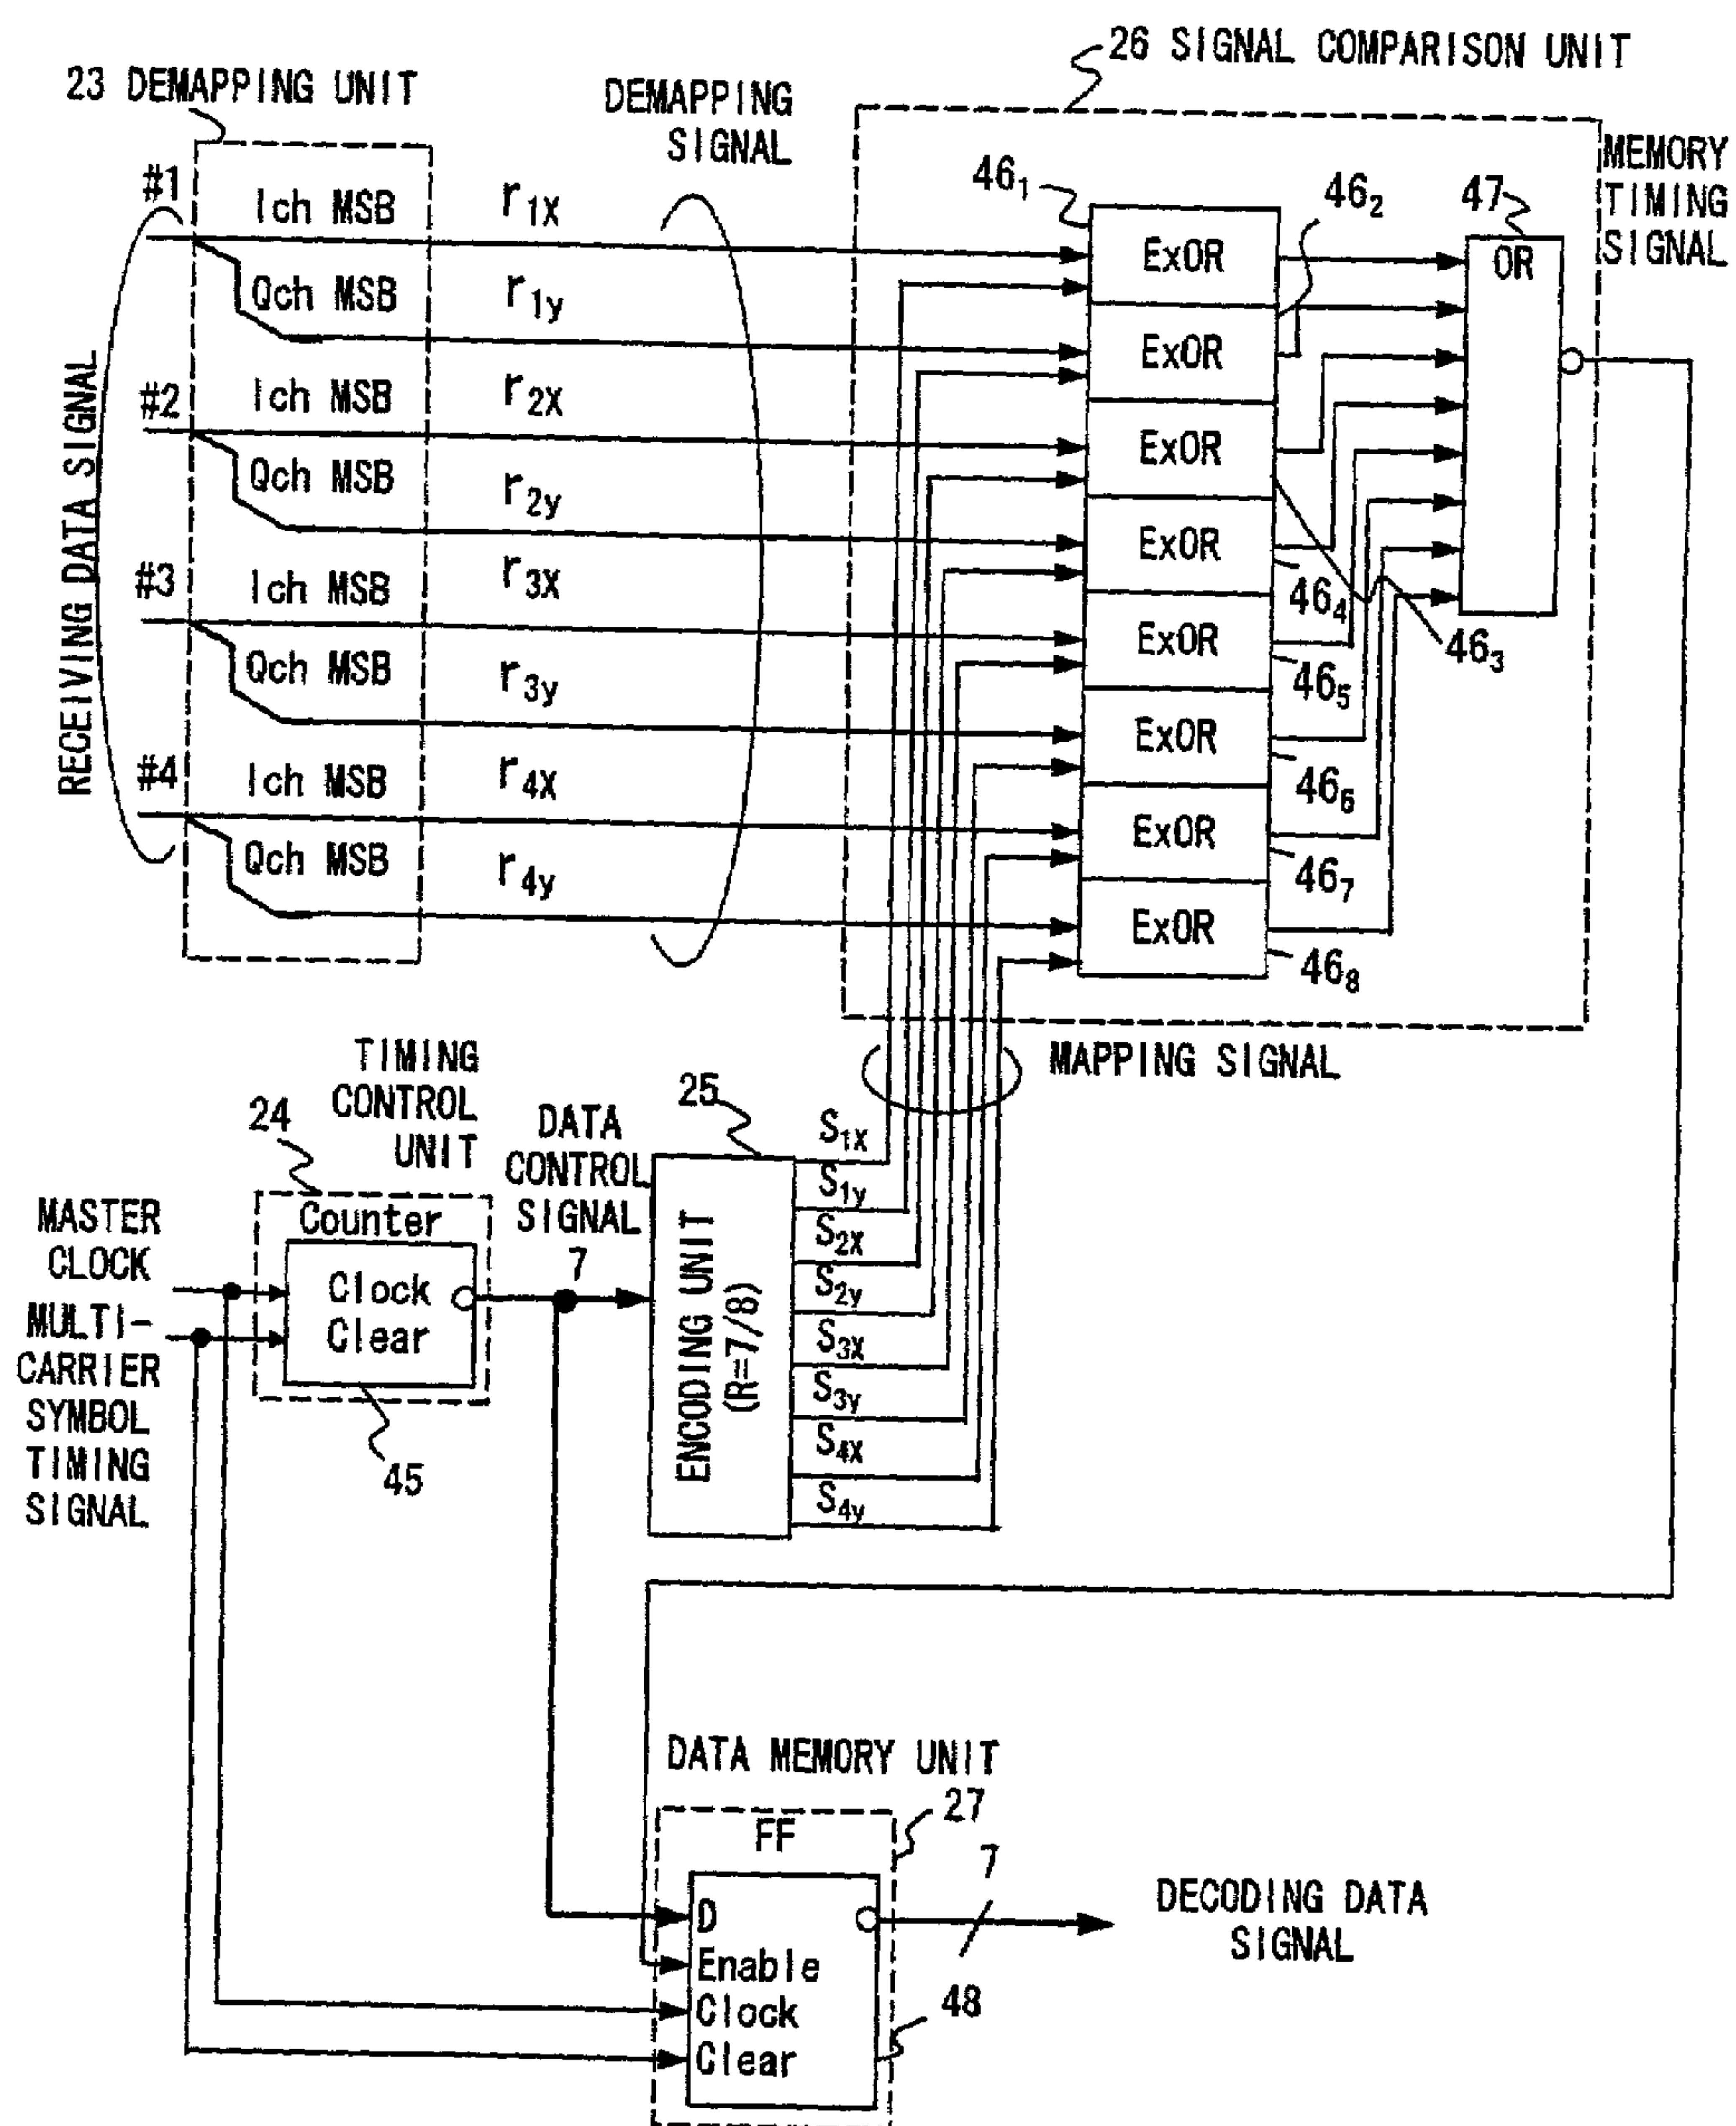 26 SIGNAL COMPARISON UNIT
23 DEMAPPING UNIT
DEMAPPING
SIGNAL
MEMORY
TIMING
SIGNAL
RECEIVING DATA SIGNAL
#1
Ich MSB
r1X
Qch MSB
r1y
#2
Ich MSB
r2X
Qch MSB
r2y
#3
Ich MSB
r3X
Qch MSB
r3y
#4
Ich MSB
r4X
Qch MSB
r4y
46₁
46₂
47
ExOR
OR
ExOR
ExOR
ExOR
46₄
46₃
ExOR
46₅
ExOR
46₆
ExOR
46₇
ExOR
46₈
MAPPING SIGNAL
TIMING
CONTROL
UNIT
24
DATA
CONTROL
SIGNAL
7
25
MASTER
CLOCK
MULTI-
CARRIER
SYMBOL
TIMING
SIGNAL
Counter
Clock
Clear
45
ENCODING UNIT
(R=7/8)
S1X
S1y
S2X
S2y
S3X
S3y
S4X
S4y
DATA MEMORY UNIT
27
FF
D
Enable
Clock
Clear
7
48
DECODING DATA
SIGNAL